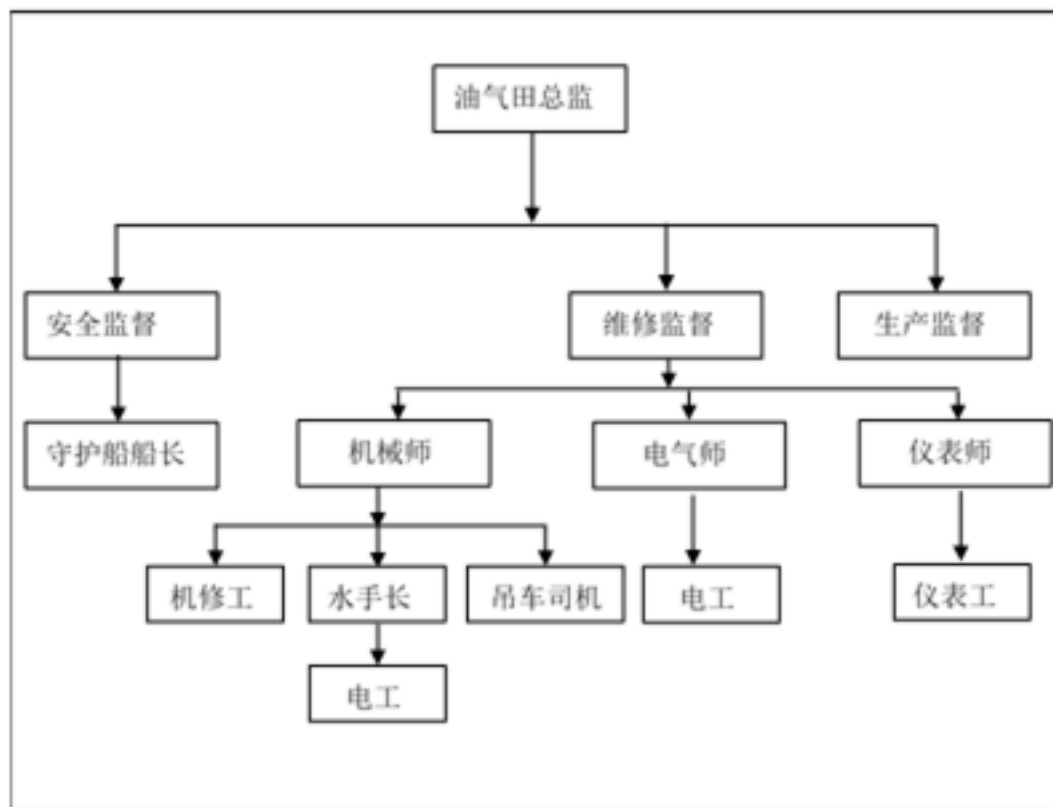 油气田总监
安全监督
维修监督
生产监督
守护船船长
机械师
电气师
仪表师
机修工
水手长
吊车司机
电工
仪表工
电工